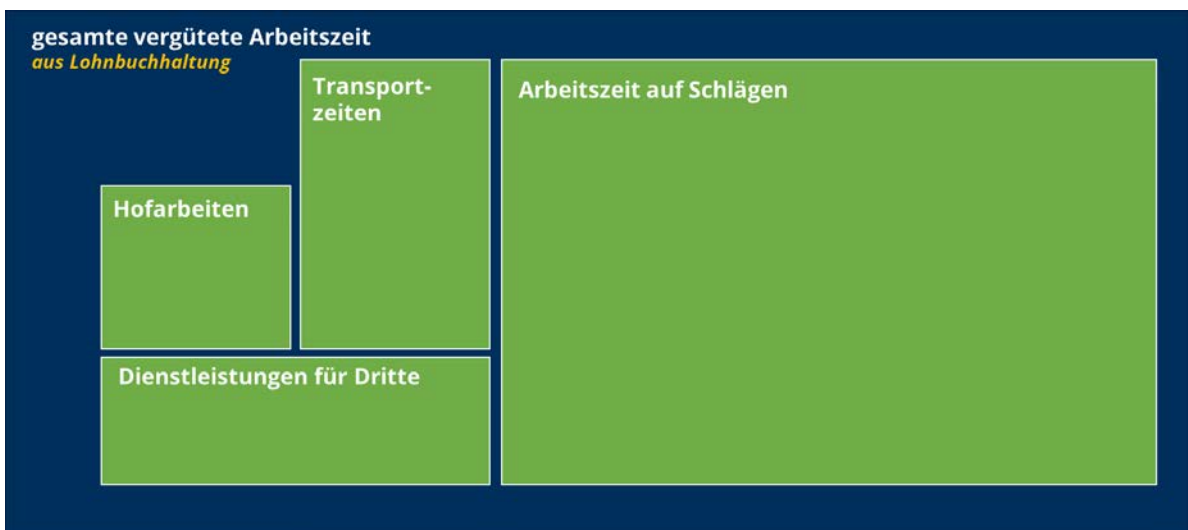 gesamte vergütete Arbeitszeit
aus Lohnbuchhaltung
Transport-
zeiten
Arbeitszeit auf Schlägen
Hofarbeiten
Dienstleistungen für Dritte